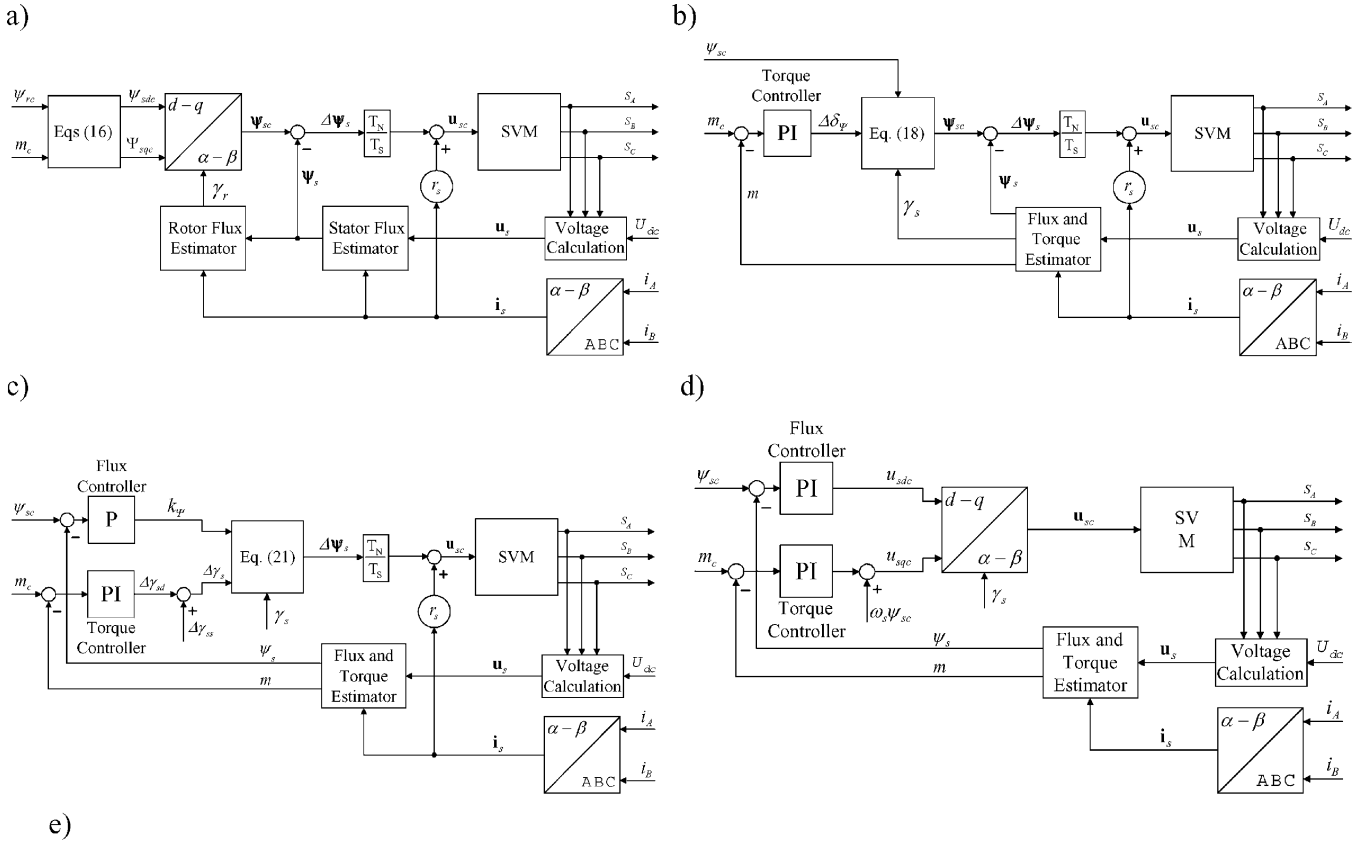 a)
ψrc
mc
Eqs (16)
ψsdc
Ψsqc
d – q
α – β
ψsc
Δψs
TN
TS
usc
SVM
SA
SB
SC
–
+
ψs
rs
γr
Rotor Flux
Estimator
Stator Flux
Estimator
us
Voltage
Calculation
Udc
is
α – β
ABC
iA
iB
b)
ψsc
Torque
Controller
mc
PI
Δδψ
Eq. (18)
ψsc
Δψs
TN
TS
usc
SVM
SA
SB
SC
–
–
+
m
ψs
rs
γs
Flux and
Torque
Estimator
us
Voltage
Calculation
Udc
is
α – β
ABC
iA
iB
c)
Flux
Controller
ψsc
P
kψ
–
mc
PI
Δγsd
Δγs
Eq. (21)
Δψs
TN
TS
usc
SVM
SA
SB
SC
–
+
+
Torque
Controller
Δγss
γs
rs
ψs
m
Flux and
Torque
Estimator
us
Voltage
Calculation
Udc
is
α – β
ABC
iA
iB
d)
Flux
Controller
ψsc
PI
usdc
–
mc
PI
usqc
d – q
α – β
usc
SV
M
SA
SB
SC
–
+
Torque
Controller
ωsψsc
γs
ψs
m
Flux and
Torque
Estimator
us
Voltage
Calculation
Udc
is
α – β
ABC
iA
iB
e)